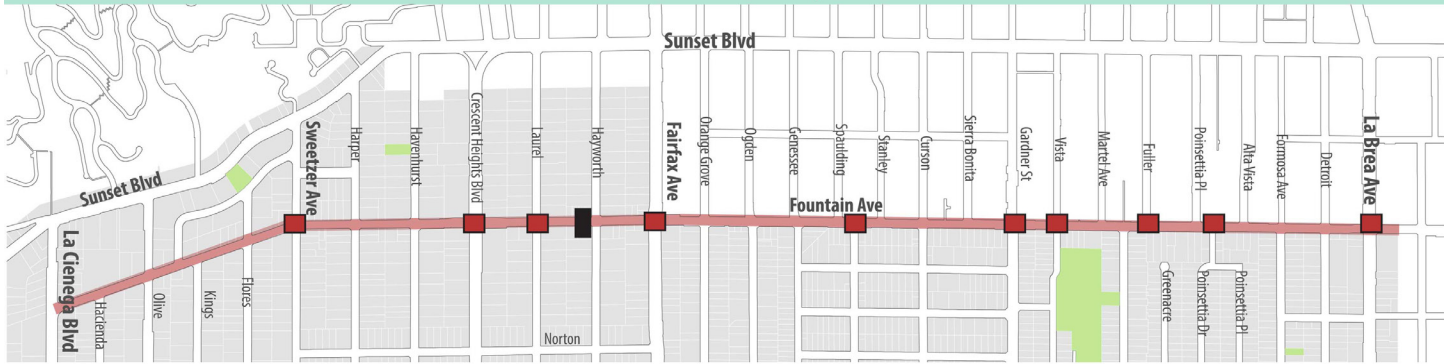 Sunset Blvd
Sunset Blvd
Sweetzer Ave
Harper
Havenhurst
Crescent Heights Blvd
Laurel
Hayworth
Fairfax Ave
Orange Grove
Ogden
Genessee
Spaulding
Stanley
Curson
Sierra Bonita
Gardner St
Vista
Martel Ave
Fuller
Poinsettia Pl
Alta Vista
Formosa Ave
Detroit
La Brea Ave
Fountain Ave
La Cienega Blvd
Hacienda
Olive
Kings
Flores
Norton
Greenacre
Poinsettia Dr
Poinsettia Pl